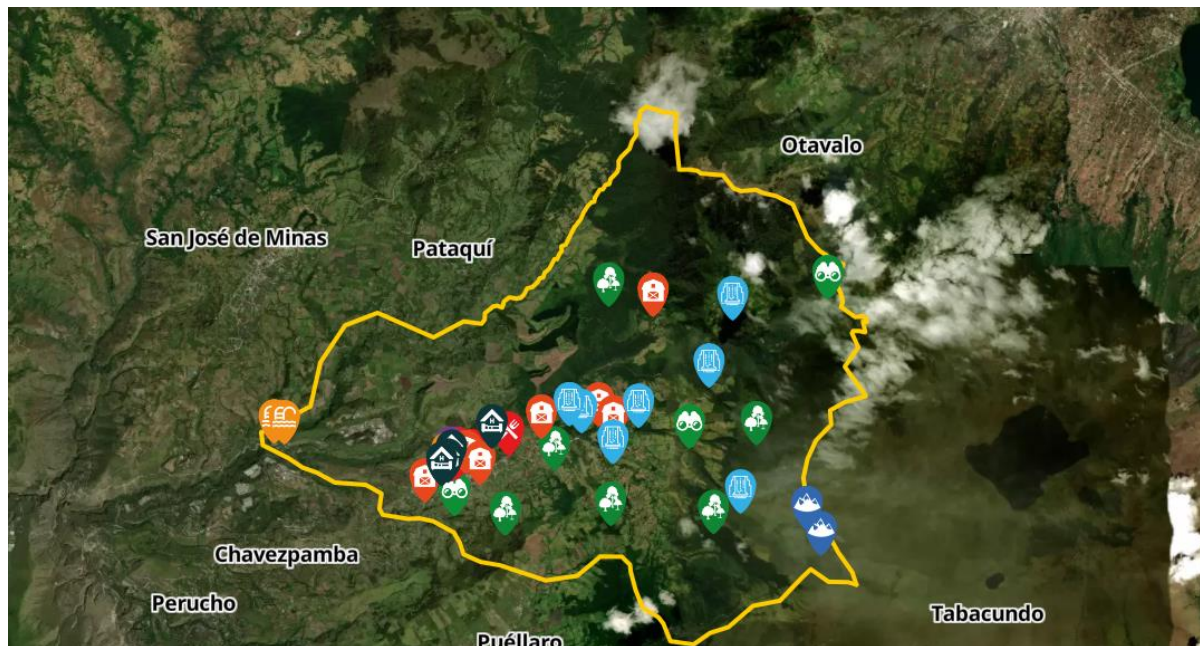 Otavalo
San José de Minas
Pataquí
Chavezpamba
Perucho
Tabacundo
Puéllaro